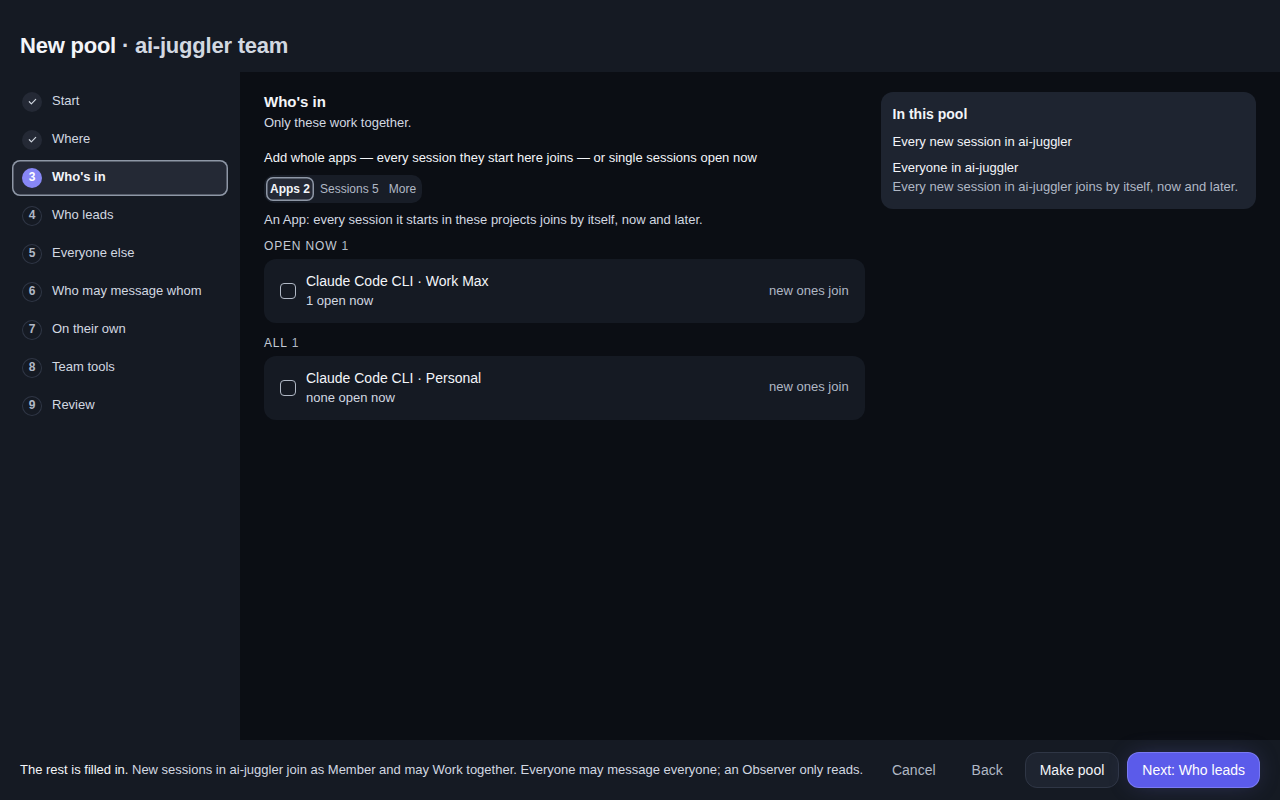 New pool · ai-juggler team
Start
Where
3 Who's in
4 Who leads
5 Everyone else
6 Who may message whom
7 On their own
8 Team tools
9 Review
Who's in
Only these work together.
Add whole apps — every session they start here joins — or single sessions open now
Apps 2 Sessions 5 More
An App: every session it starts in these projects joins by itself, now and later.
OPEN NOW 1
Claude Code CLI · Work Max
1 open now
new ones join
ALL 1
Claude Code CLI · Personal
none open now
new ones join
In this pool
Every new session in ai-juggler
Everyone in ai-juggler
Every new session in ai-juggler joins by itself, now and later.
The rest is filled in. New sessions in ai-juggler join as Member and may Work together. Everyone may message everyone; an Observer only reads.
Cancel
Back
Make pool
Next: Who leads